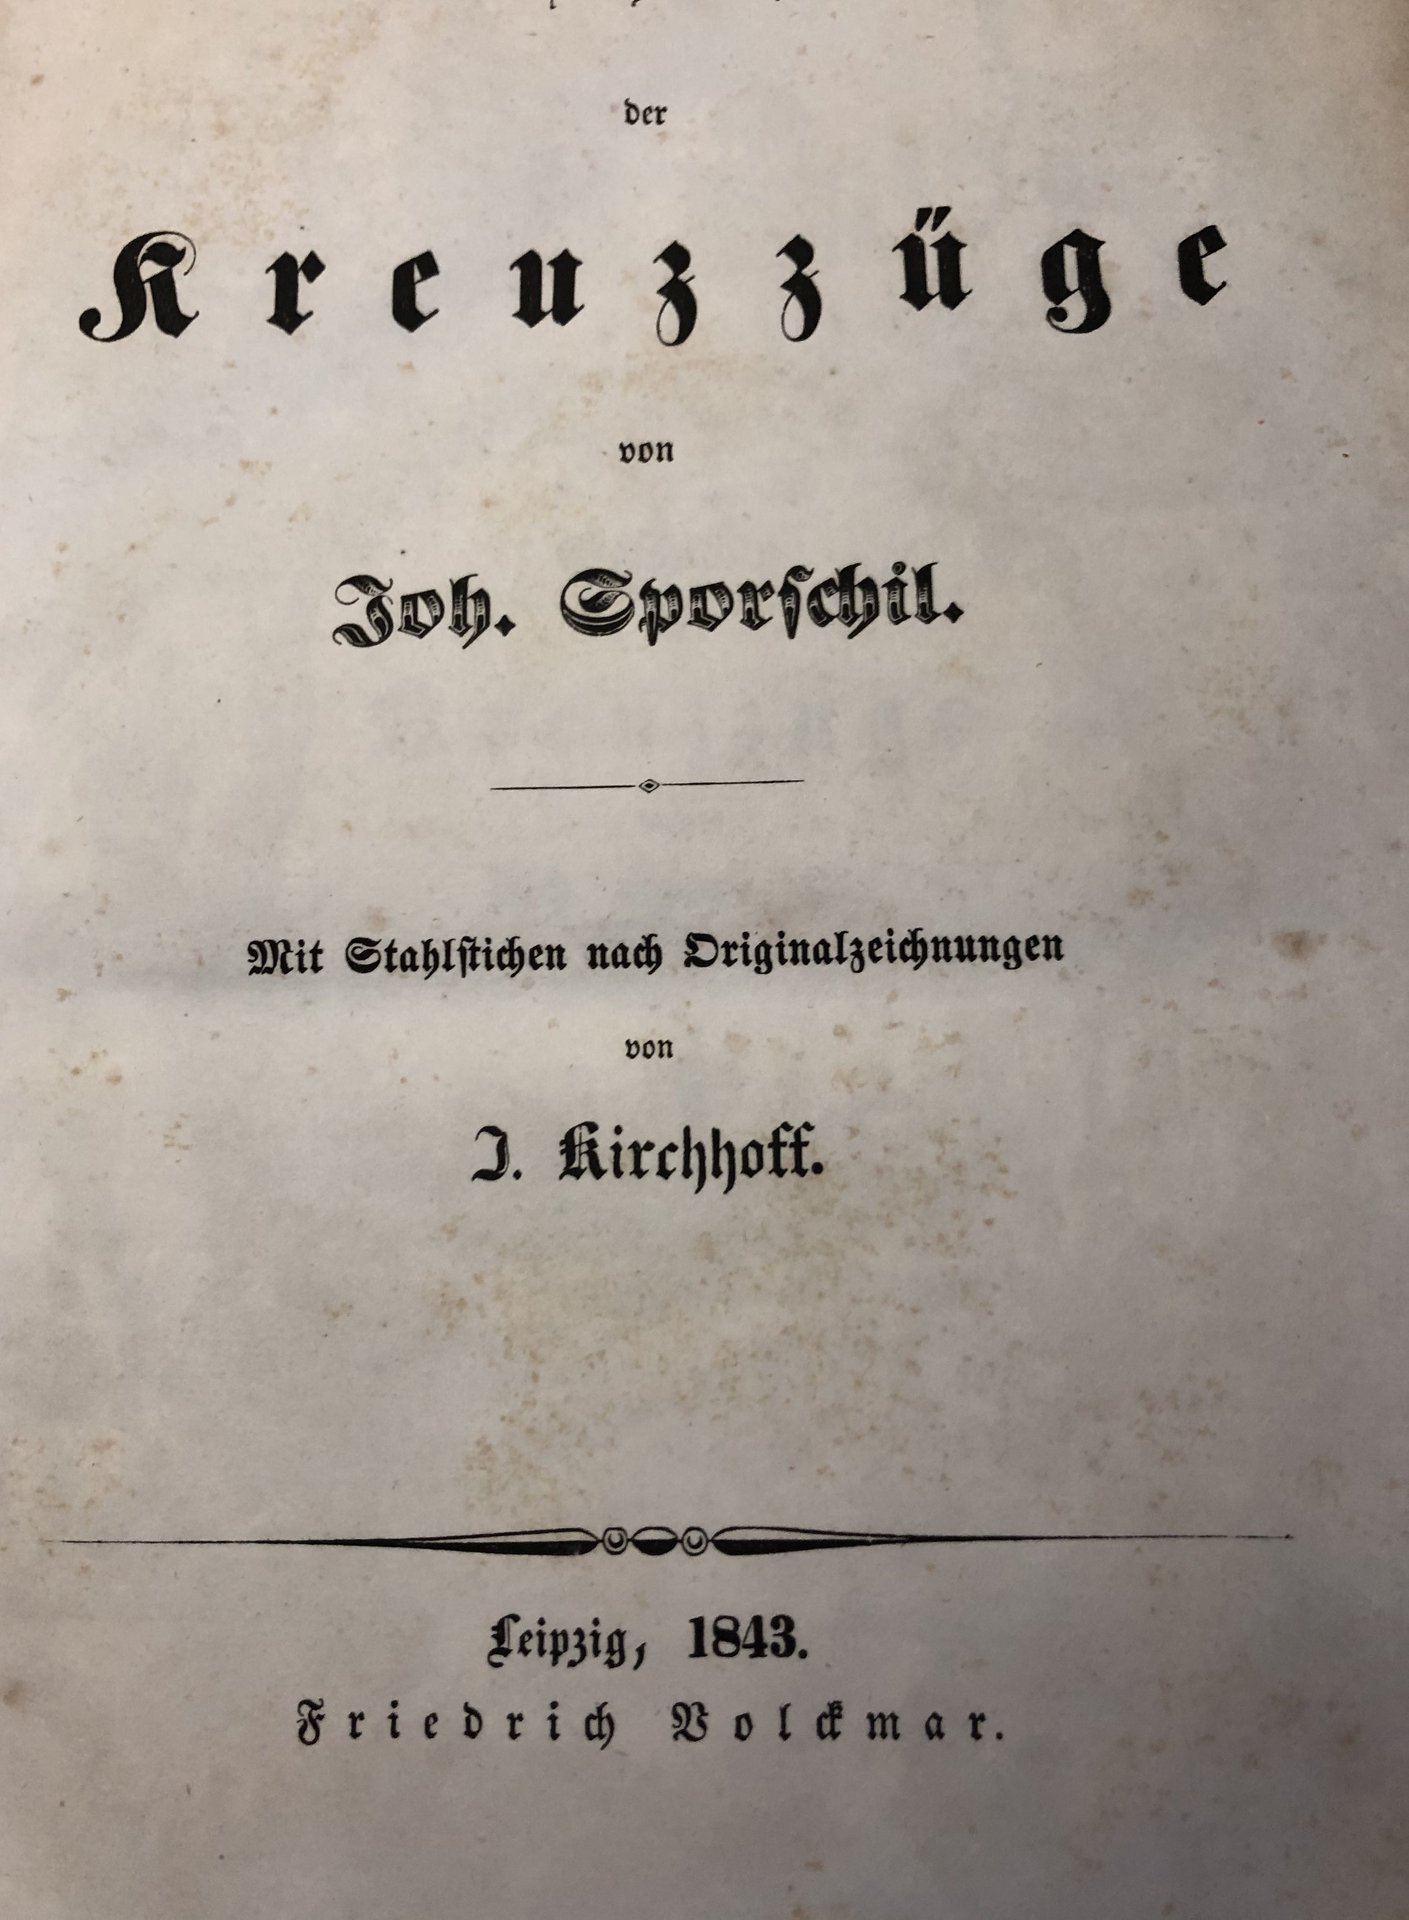 der
Kreuzzüge
von
Joh. Sporschil.
Mit Stahlstichen nach Originalzeichnungen
von
J. Kirchhoff.
Leipzig, 1843.
Friedrich Volckmar.